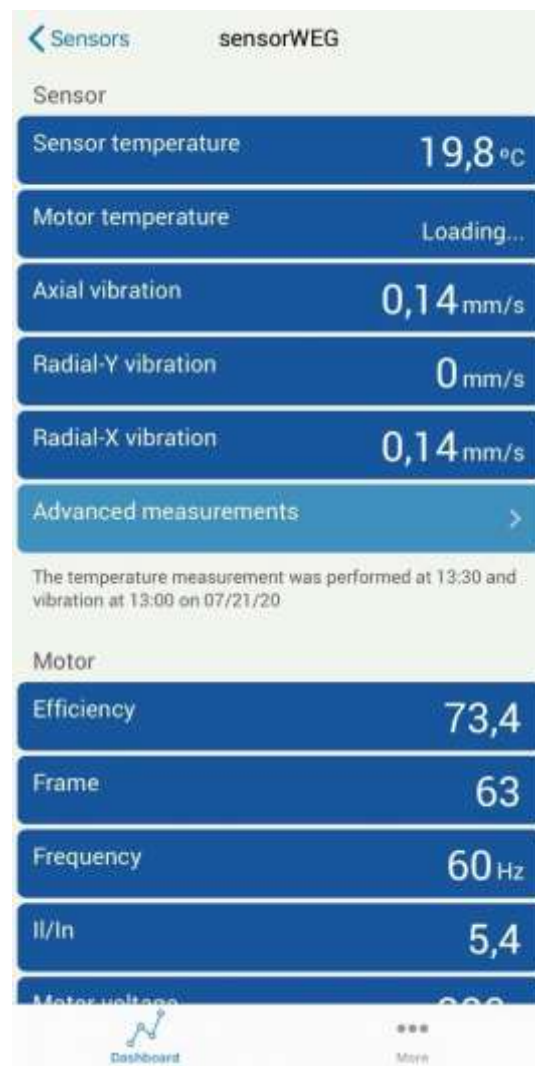 Sensors sensorWEG
Sensor
Sensor temperature 19,8 ºC
Motor temperature Loading...
Axial vibration 0,14 mm/s
Radial-Y vibration 0 mm/s
Radial-X vibration 0,14 mm/s
Advanced measurements
The temperature measurement was performed at 13:30 and
vibration at 13:00 on 07/21/20
Motor
Efficiency 73,4
Frame 63
Frequency 60 Hz
Il/In 5,4
Motor voltage
Dashboard More